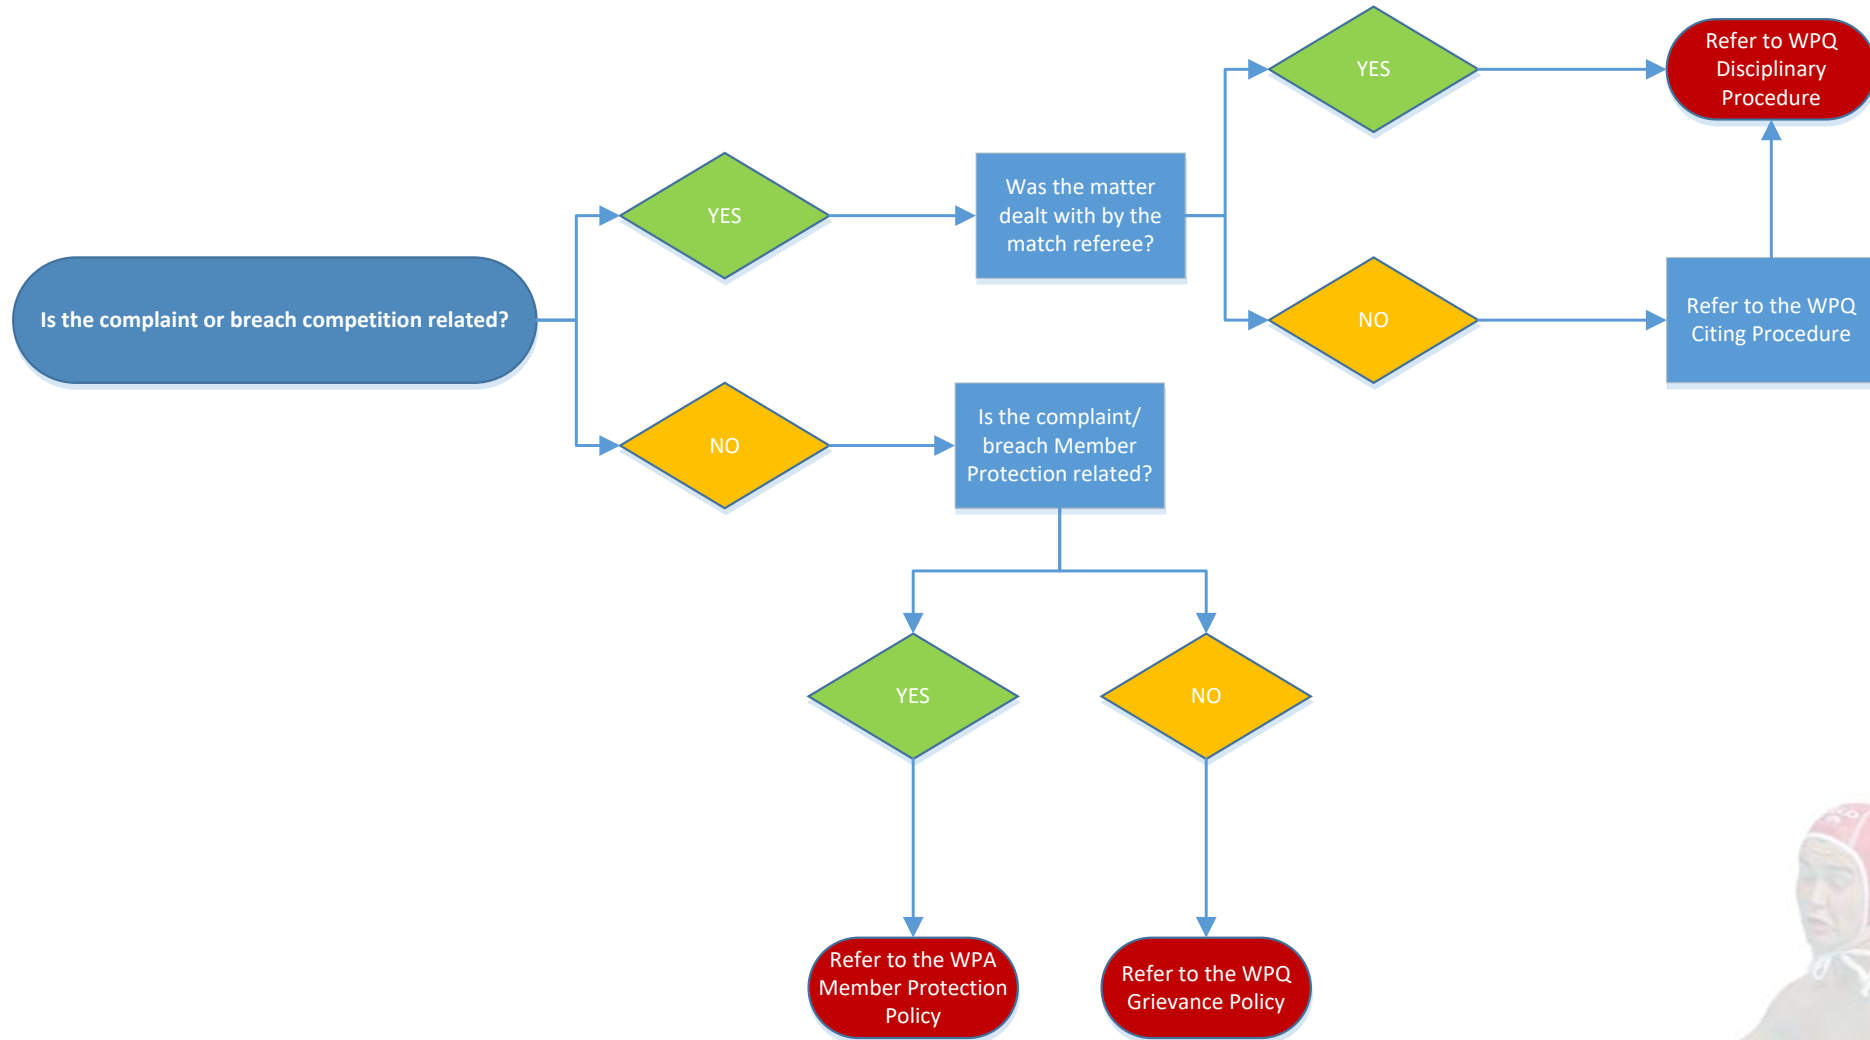 Is the complaint or breach competition related?
YES
Was the matter
dealt with by the
match referee?
YES
Refer to WPQ
Disciplinary
Procedure
NO
Refer to the WPQ
Citing Procedure
NO
Is the complaint/
breach Member
Protection related?
YES
Refer to the WPA
Member Protection
Policy
NO
Refer to the WPQ
Grievance Policy